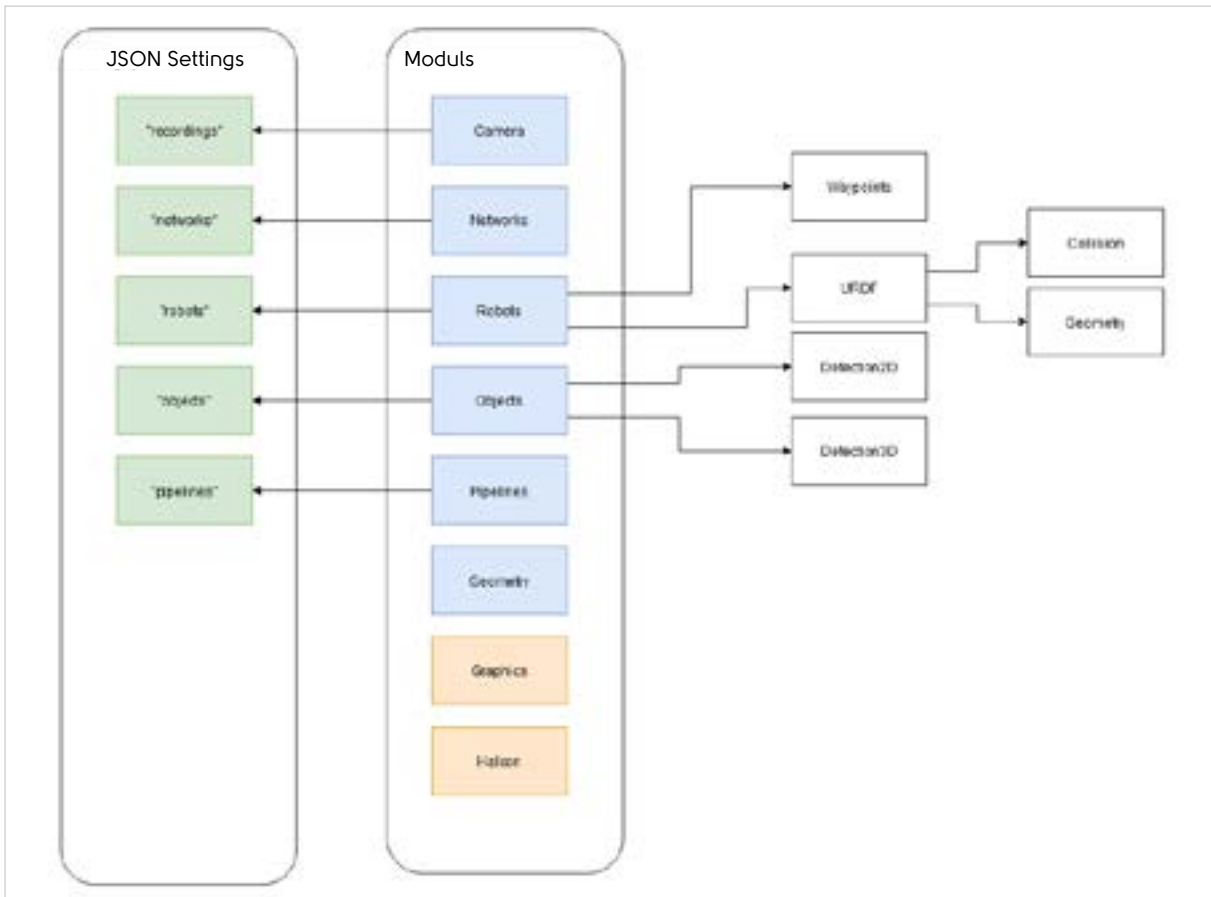 JSON Settings
Moduls
"recordings"
Camera
"networks"
Networks
"robots"
Robots
"objects"
Objects
"pipelines"
Pipelines
Geometry
Graphics
Halcon
Waypoints
URDF
Detection2D
Detection3D
Collision
Geometry